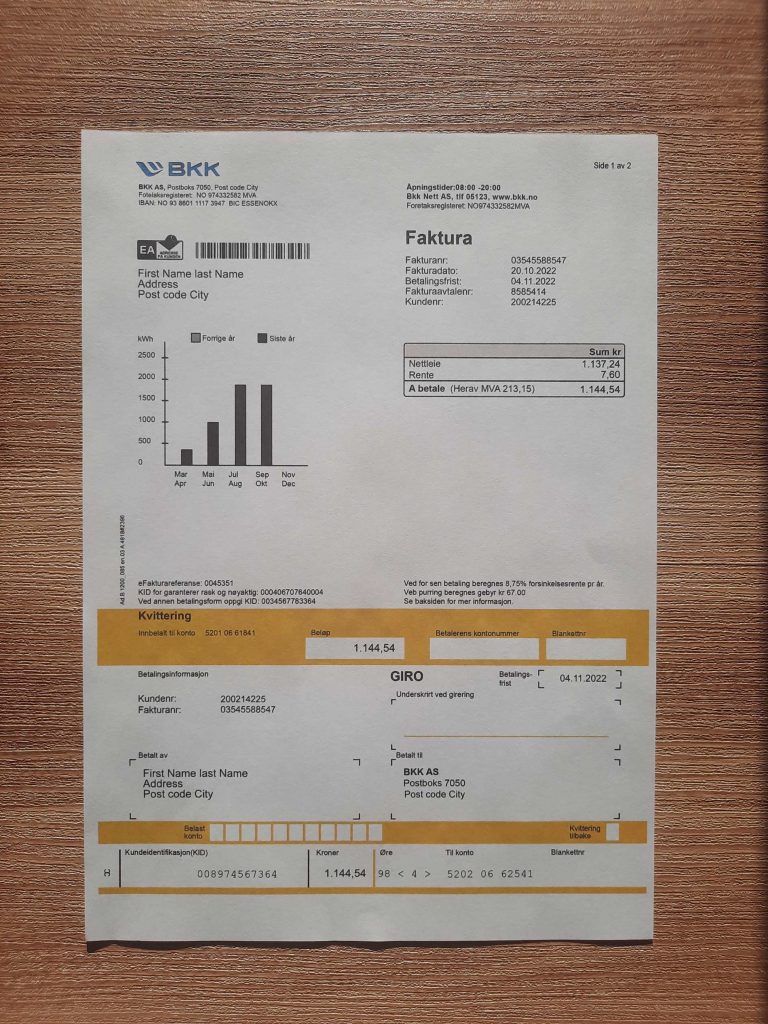 BKK
Side 1 av 2
BKK AS, Postboks 7050, Post code City
Foretaksregisteret: NO 974332582 MVA
IBAN: NO 93 8601 1117 3947 BIC ESSENOKX
Åpningstider:08:00 -20:00
Bkk Nett AS, tlf 05123, www.bkk.no
Foretaksregisteret: NO974332582MVA
Faktura
EA
ADRESSE
PÅ KUNDEN
First Name last Name
Address
Post code City
Fakturanr: 03545588547
Fakturadato: 20.10.2022
Betalingsfrist: 04.11.2022
Fakturaavtalenr: 8585414
Kundenr: 200214225
kWh
Forrige år
Siste år
2500
2000
1500
1000
500
0
Mar Mai Jul Sep Nov
Apr Jun Aug Okt Dec
Sum kr
Nettleie 1.137,24
Rente 7,60
A betale (Herav MVA 213,15) 1.144,54
eFakturareferanse: 0045351
KID for garanterer rask og nøyaktig: 000406707640004
Ved annen betalingsform oppgi KID: 0034567783364
Ved for sen betaling beregnes 8,75% forsinkelsesrente pr år.
Veb purring beregnes gebyr kr 67.00
Se baksiden for mer informasjon.
Kvittering
Innbetalt til konto 5201 06 61841
Beløp
1.144,54
Betalerens kontonummer
Blankettnr
Betalingsinformasjon
GIRO
Betalings-
frist
04.11.2022
Underskrirt ved girering
Kundenr: 200214225
Fakturanr: 03545588547
Betalt av
First Name last Name
Address
Post code City
Betalt til
BKK AS
Postboks 7050
Post code City
Belast
konto
Kvittering
tilbake
Kundeidentifikasjon(KID) Kroner Øre Til konto Blankettnr
H 008974567364 1.144,54 98 < 4 > 5202 06 62541